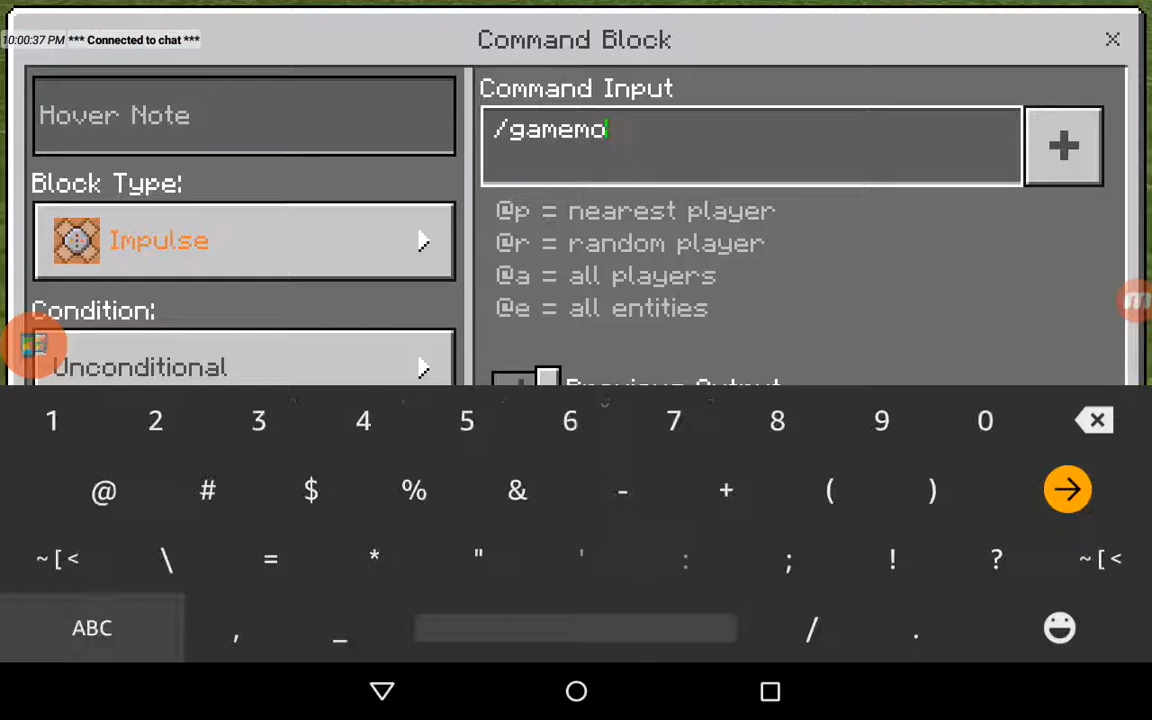 10:00:37 PM *** Connected to chat ***
Command Block
Hover Note
Command Input
/gamemo
Block Type:
Impulse
@p = nearest player
@r = random player
@a = all players
@e = all entities
Condition:
Unconditional
Previous Output
1 2 3 4 5 6 7 8 9 0
@ # $ % & - + ( )
~[< \ = * " ' : ; ! ? ~[<
ABC , _ / .